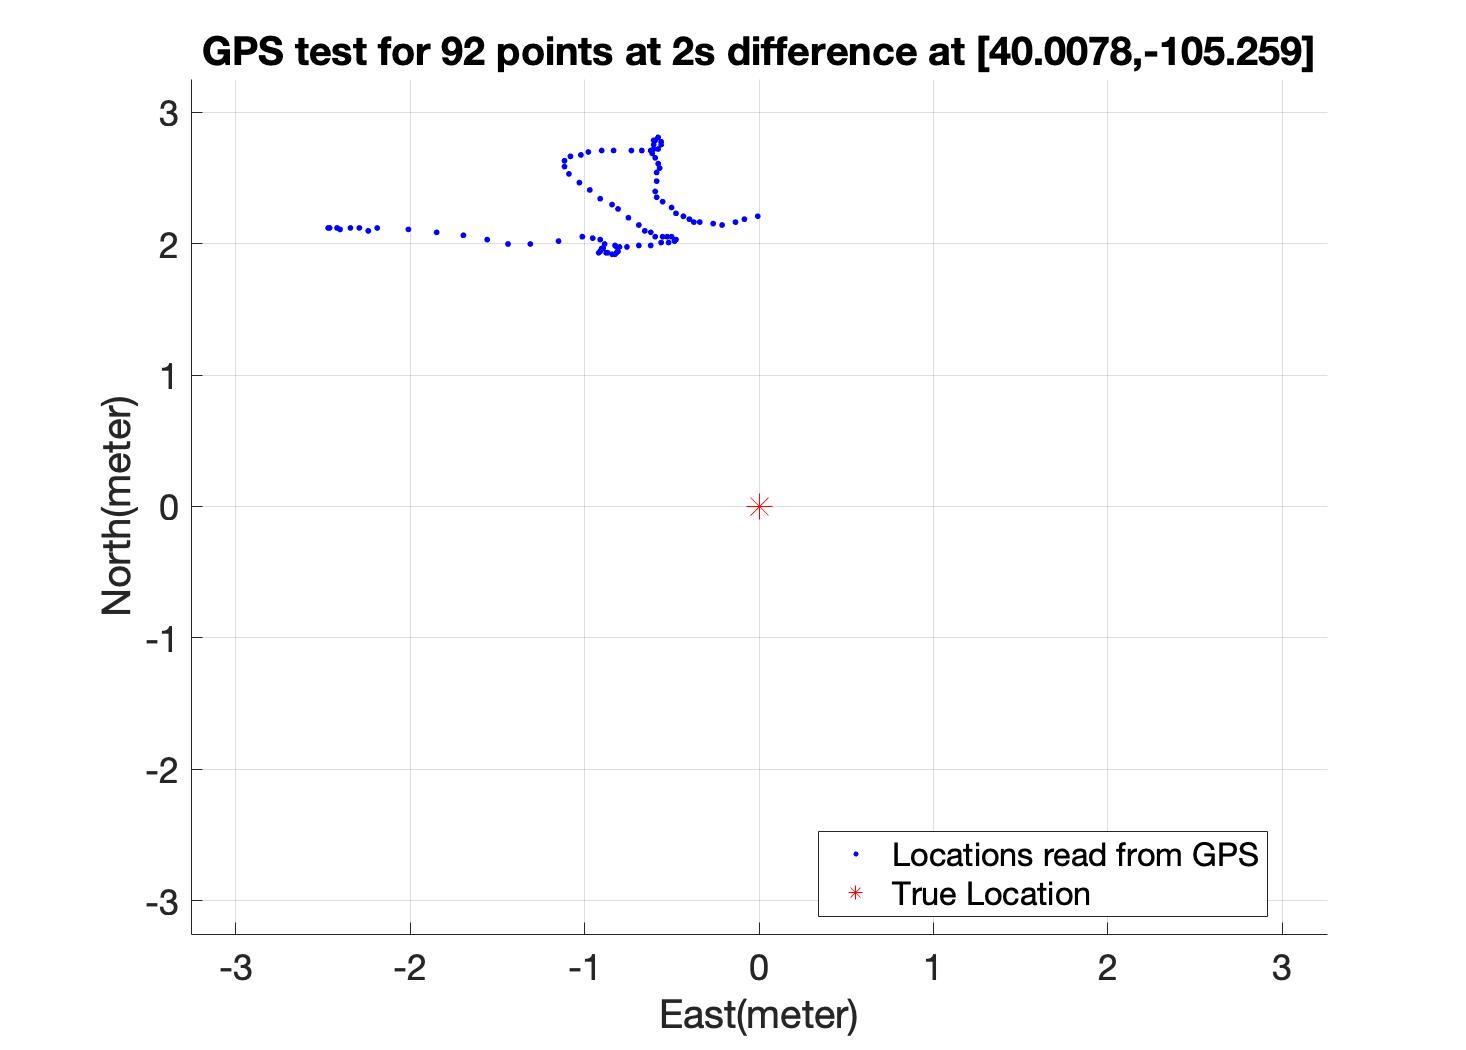 GPS test for 92 points at 2s difference at [40.0078,-105.259]
3
2
1
0
-1
-2
-3
North(meter)
Locations read from GPS
True Location
-3 -2 -1 0 1 2 3
East(meter)